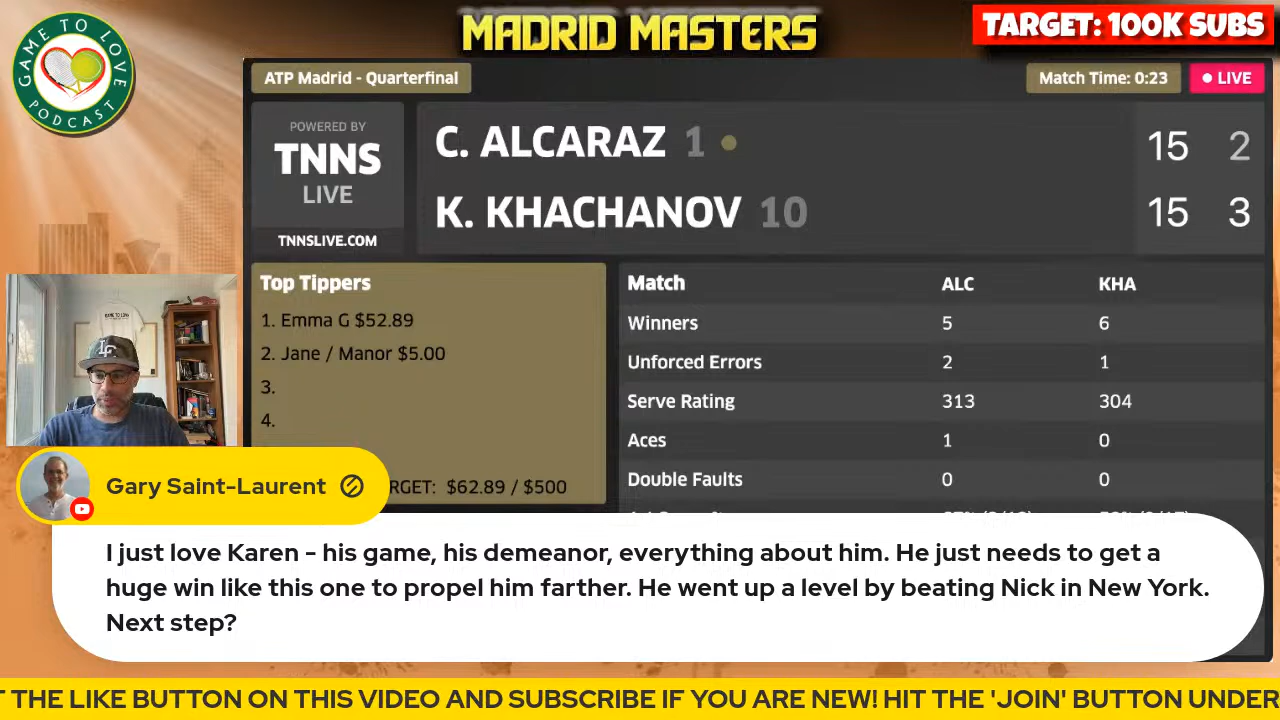 GAME TO LOVE
PODCAST
MADRID MASTERS
TARGET: 100K SUBS
ATP Madrid - Quarterfinal
Match Time: 0:23
LIVE
POWERED BY
TNNS
LIVE
TNNSLIVE.COM
C. ALCARAZ 1 15 2
K. KHACHANOV 10 15 3
Top Tippers
1. Emma G $52.89
2. Jane / Manor $5.00
3.
4.
RGET: $62.89 / $500
Match ALC KHA
Winners 5 6
Unforced Errors 2 1
Serve Rating 313 304
Aces 1 0
Double Faults 0 0
LF
Gary Saint-Laurent
I just love Karen – his game, his demeanor, everything about him. He just needs to get a
huge win like this one to propel him farther. He went up a level by beating Nick in New York.
Next step?
T THE LIKE BUTTON ON THIS VIDEO AND SUBSCRIBE IF YOU ARE NEW! HIT THE 'JOIN' BUTTON UNDER